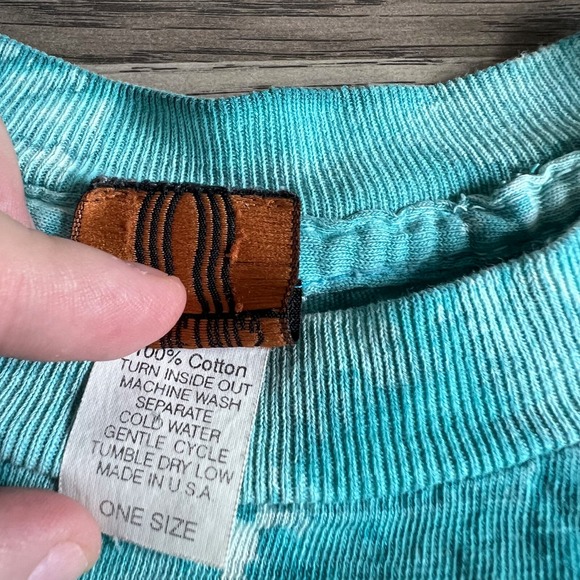 100% Cotton
TURN INSIDE OUT
MACHINE WASH
SEPARATE
COLD WATER
GENTLE CYCLE
TUMBLE DRY LOW
MADE IN U.S.A
ONE SIZE